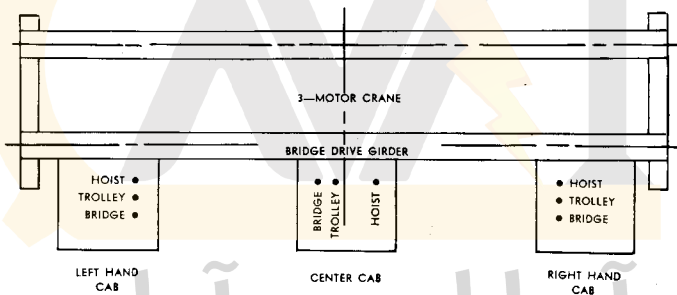 3—MOTOR CRANE
BRIDGE DRIVE GIRDER
HOIST
TROLLEY
BRIDGE
BRIDGE
TROLLEY
HOIST
HOIST
TROLLEY
BRIDGE
LEFT HAND
CAB
CENTER CAB
RIGHT HAND
CAB